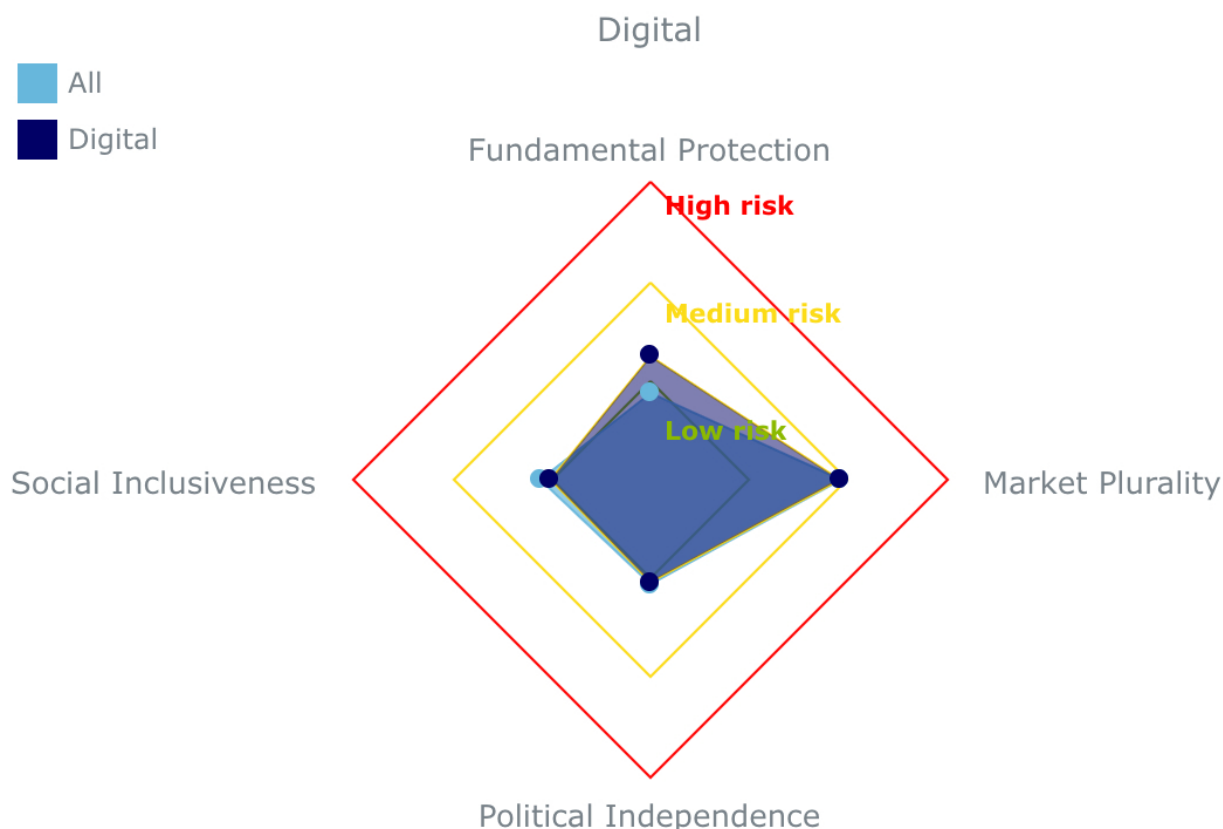 Digital
All
Digital
Fundamental Protection
High risk
Medium risk
Low risk
Social Inclusiveness
Market Plurality
Political Independence